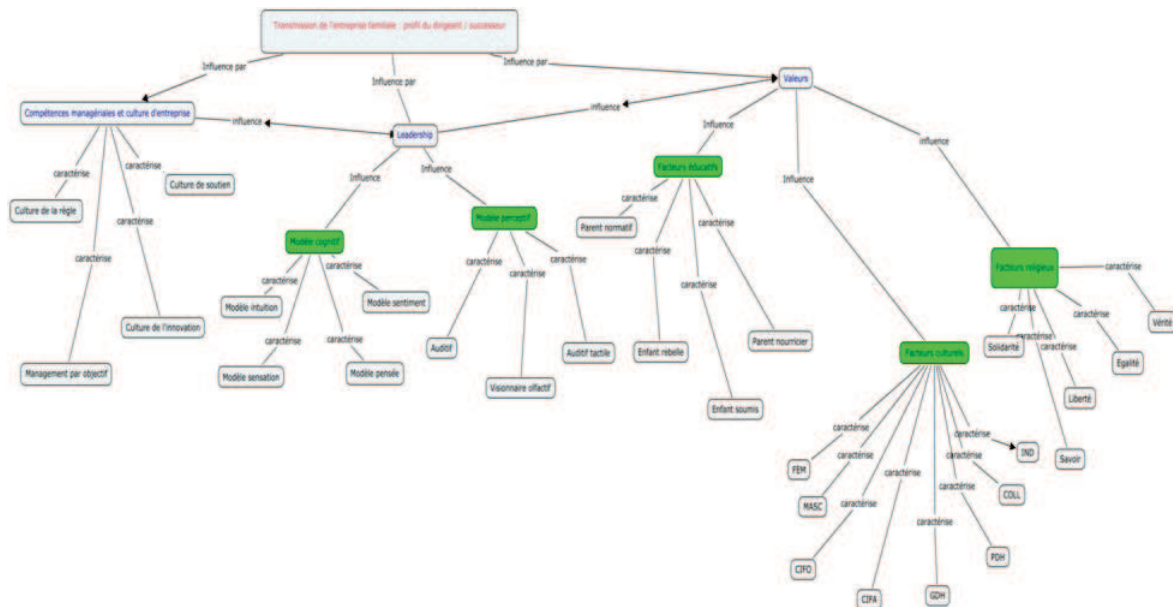 Transmission de l'entreprise familiale : profil du dirigeant / successeur
Influence par
Influence par
Influence par
Valeurs
Compétences managériales et culture d'entreprise
influence
influence
Leadership
Influence
influence
caractérise
caractérise
Influence
Influence
Facteurs éducatifs
Culture de soutien
Influence
caractérise
Culture de la règle
caractérise
Modèle perceptif
Parent normatif
caractérise
Modèle cognitif
caractérise
caractérise
caractérise
caractérise
caractérise
caractérise
Facteurs religieux
caractérise
caractérise
caractérise
Modèle intuition
Modèle sentiment
caractérise
caractérise
Vérité
Culture de l'innovation
caractérise
caractérise
caractérise
Solidarité
caractérise
caractérise
Parent nourricier
Auditif
Auditif tactile
Enfant rebelle
Facteurs culturels
Egalité
Management par objectif
Modèle sensation
Modèle pensée
Visionnaire olfactif
Liberté
Enfant soumis
caractérise
caractérise
caractérise
IND
Savoir
caractérise
FEM
caractérise
caractérise
COLL
MASC
caractérise
caractérise
caractérise
PDH
CIFO
CIFA
GDH